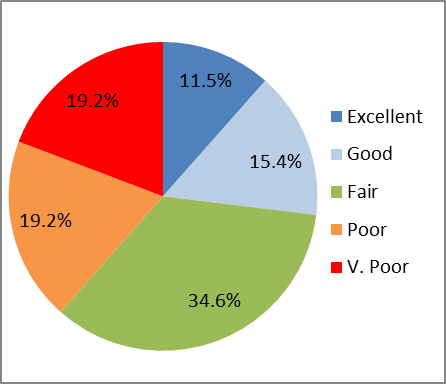 11.5%
19.2%
Excellent
Good
15.4%
Fair
19.2%
Poor
V. Poor
34.6%